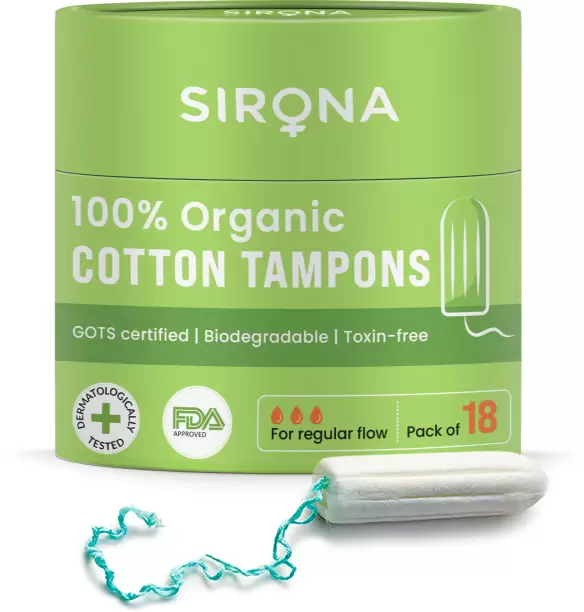 SIRONA
SIRONA
100% Organic
COTTON TAMPONS
GOTS certified | Biodegradable | Toxin-free
DERMATOLOGICALLY
TESTED
FDA
APPROVED
For regular flow
Pack of 18